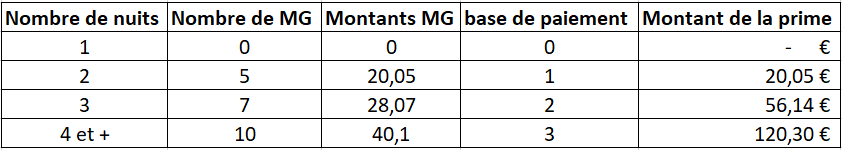 Nombre de nuits Nombre de MG Montants MG base de paiement Montant de la prime
1 0 0 0 - €
2 5 20,05 1 20,05 €
3 7 28,07 2 56,14 €
4 et + 10 40,1 3 120,30 €